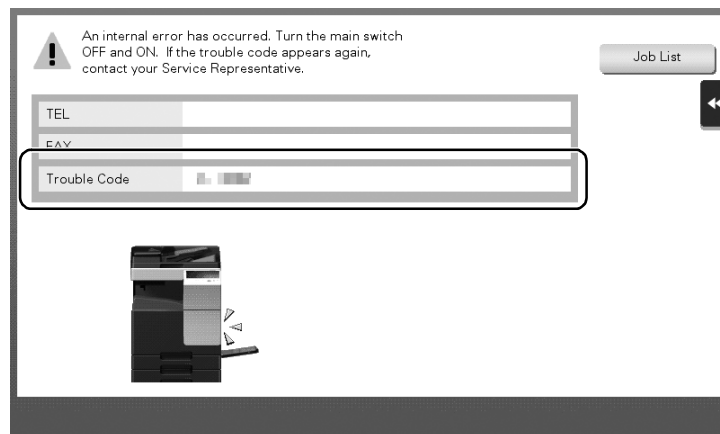 An internal error has occurred. Turn the main switch
OFF and ON. If the trouble code appears again,
contact your Service Representative.
Job List
TEL
FAX
Trouble Code